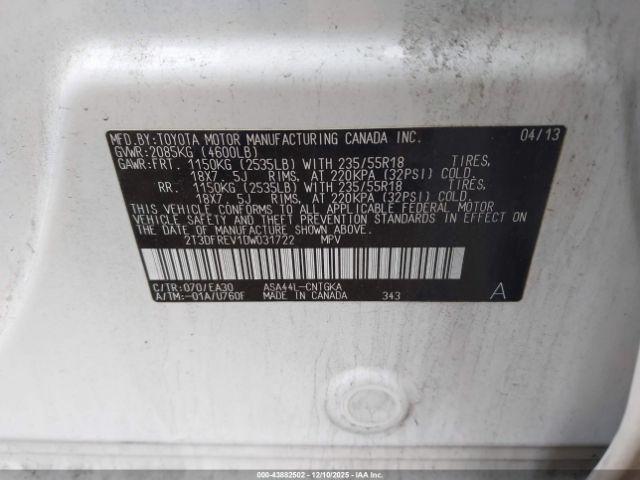 MFD.BY:TOYOTA MOTOR MANUFACTURING CANADA INC. 04/13
GVWR:2085KG (4600LB)
GAWR:FRT. 1150KG (2535LB) WITH 235/55R18 TIRES,
18X7. 5J RIMS, AT 220KPA (32PSI) COLD.
RR. 1150KG (2535LB) WITH 235/55R18 TIRES,
18X7. 5J RIMS, AT 220KPA (32PSI) COLD.
THIS VEHICLE CONFORMS TO ALL APPLICABLE FEDERAL MOTOR
VEHICLE SAFETY AND THEFT PREVENTION STANDARDS IN EFFECT ON
THE DATE OF MANUFACTURE SHOWN ABOVE.
2T3DFREV1DW031722 MPV
C/TR:070/EA30 ASA44L-CNTGKA
A/TM:-01A/U760F MADE IN CANADA 343 A
000-43882502 - 12/10/2025 - IAA Inc.